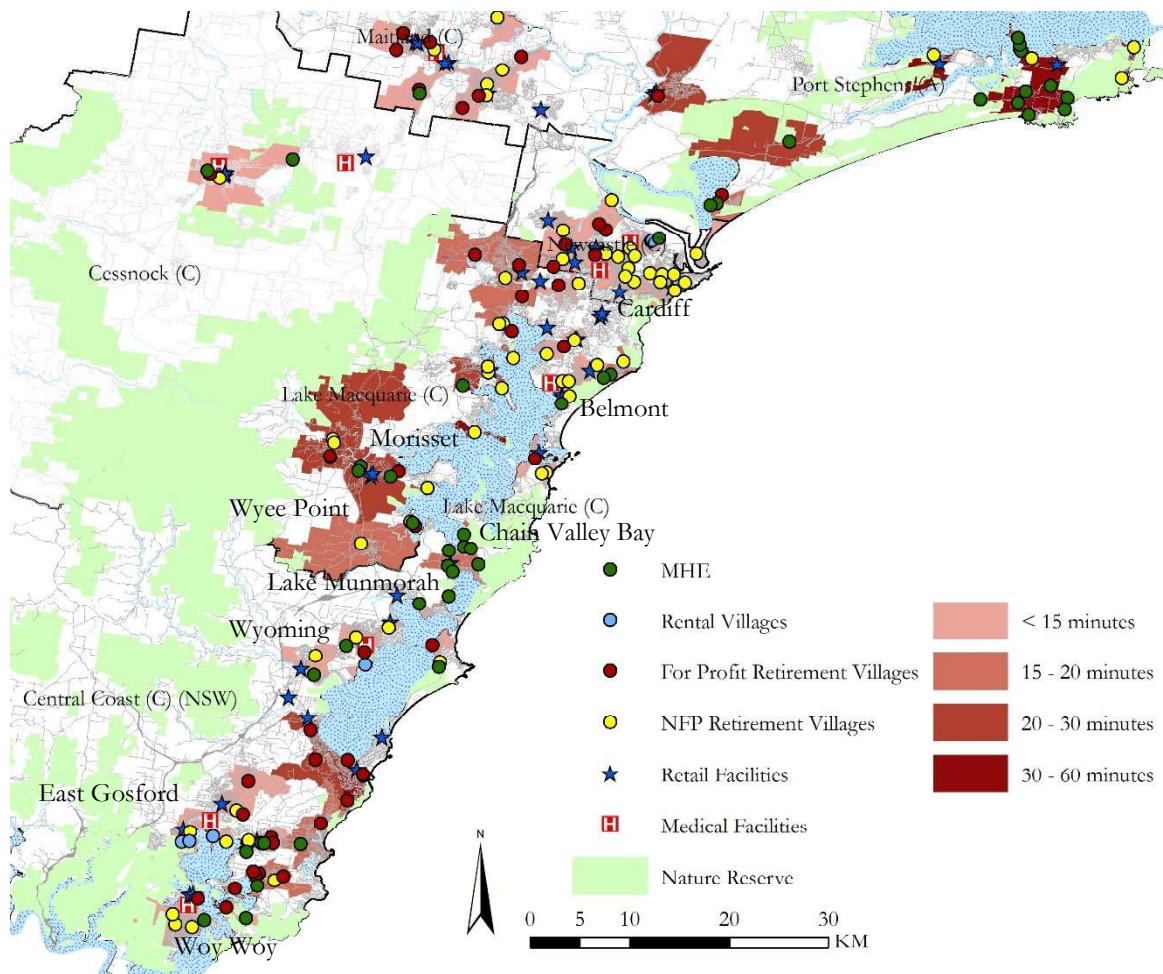 Maitland (C)
Port Stephens (A)
Newcastle (C)
Cessnock (C)
Cardiff
Lake Macquarie (C)
Belmont
Morisset
Wyee Point
Lake Macquarie (C)
Chain Valley Bay
Lake Munmorah
Wyoming
Central Coast (C) (NSW)
East Gosford
Woy Woy
MHE
Rental Villages
For Profit Retirement Villages
NFP Retirement Villages
Retail Facilities
H Medical Facilities
Nature Reserve
< 15 minutes
15 - 20 minutes
20 - 30 minutes
30 - 60 minutes
N
0 5 10 20 30
KM